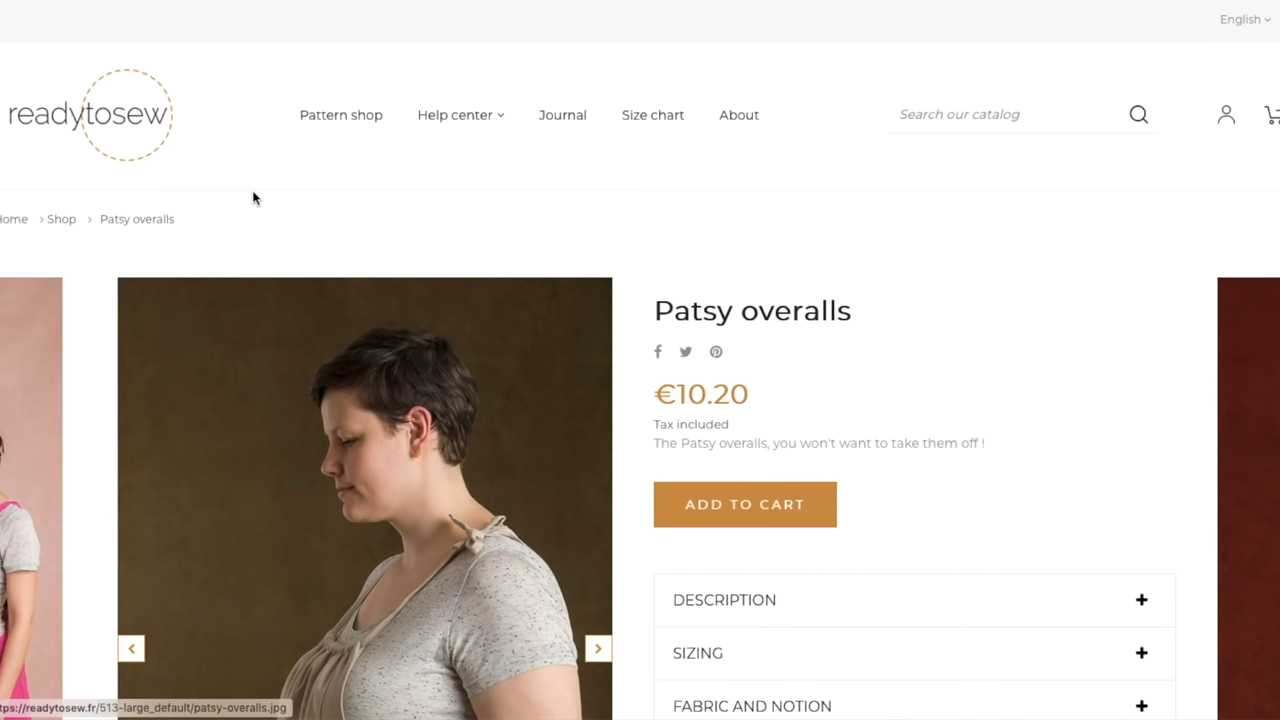 English
readytosew
Pattern shop Help center Journal Size chart About
Search our catalog
Home > Shop > Patsy overalls
Patsy overalls
€10.20
Tax included
The Patsy overalls, you won't want to take them off !
ADD TO CART
DESCRIPTION
SIZING
FABRIC AND NOTION
tps://readytosew.fr/513-large_default/patsy-overalls.jpg